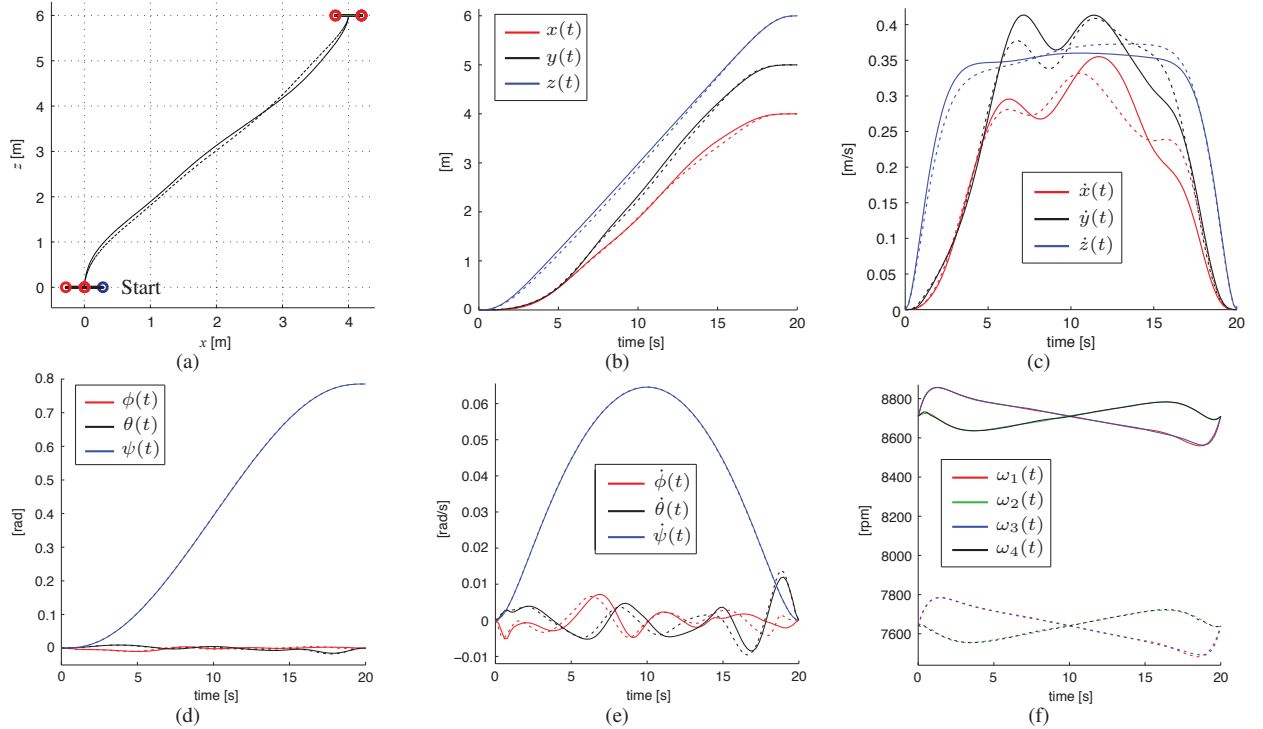 6
5
4
3
2
1
0
z [m]
Start
0
1
2
3
4
x [m]
(a)
6
5
4
3
2
1
0
[m]
x(t)
y(t)
z(t)
0
5
10
15
20
time [s]
(b)
0.4
0.35
0.3
0.25
0.2
0.15
0.1
0.05
0
[m/s]
ẋ(t)
ẏ(t)
ż(t)
0
5
10
15
20
time [s]
(c)
0.8
0.7
0.6
0.5
0.4
0.3
0.2
0.1
0
[rad]
ϕ(t)
θ(t)
ψ(t)
0
5
10
15
20
time [s]
(d)
0.06
0.05
0.04
0.03
0.02
0.01
0
−0.01
[rad/s]
ϕ̇(t)
θ̇(t)
ψ̇(t)
0
5
10
15
20
time [s]
(e)
8800
8600
8400
8200
8000
7800
7600
[rpm]
ω₁(t)
ω₂(t)
ω₃(t)
ω₄(t)
0
5
10
15
20
time [s]
(f)